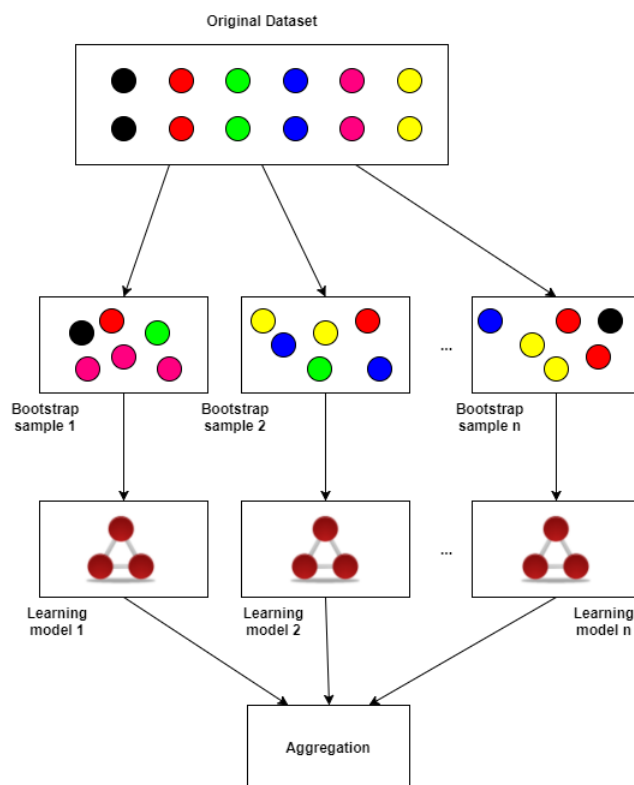 Original Dataset
...
Bootstrap
sample 1
Bootstrap
sample 2
Bootstrap
sample n
...
Learning
model 1
Learning
model 2
Learning
model n
Aggregation